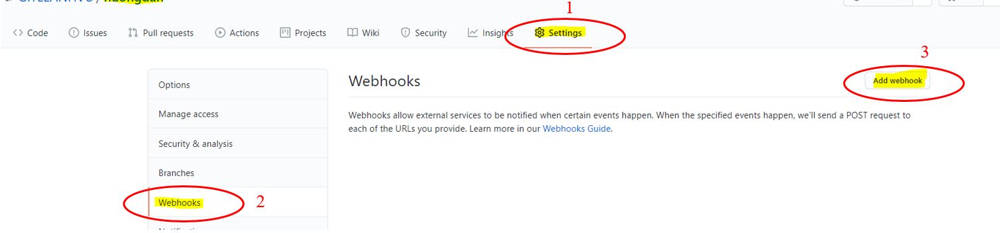 1
Code Issues Pull requests Actions Projects Wiki Security Insights Settings
3
Options
Webhooks
Add webhook
Manage access
Webhooks allow external services to be notified when certain events happen. When the specified events happen, we'll send a POST request to
each of the URLs you provide. Learn more in our Webhooks Guide.
Security & analysis
Branches
Webhooks
2